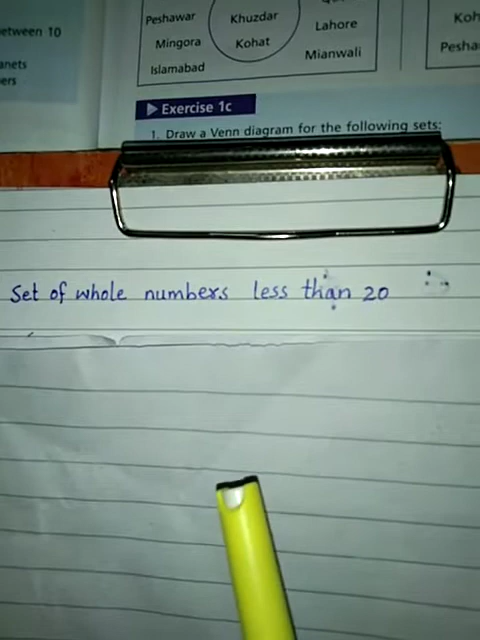 etween 10
anets
ers
Peshawar
Mingora
Islamabad
Khuzdar
Kohat
Lahore
Mianwali
Koh
Pesha
Exercise 1c
1. Draw a Venn diagram for the following sets:
Set of whole numbers less than 20